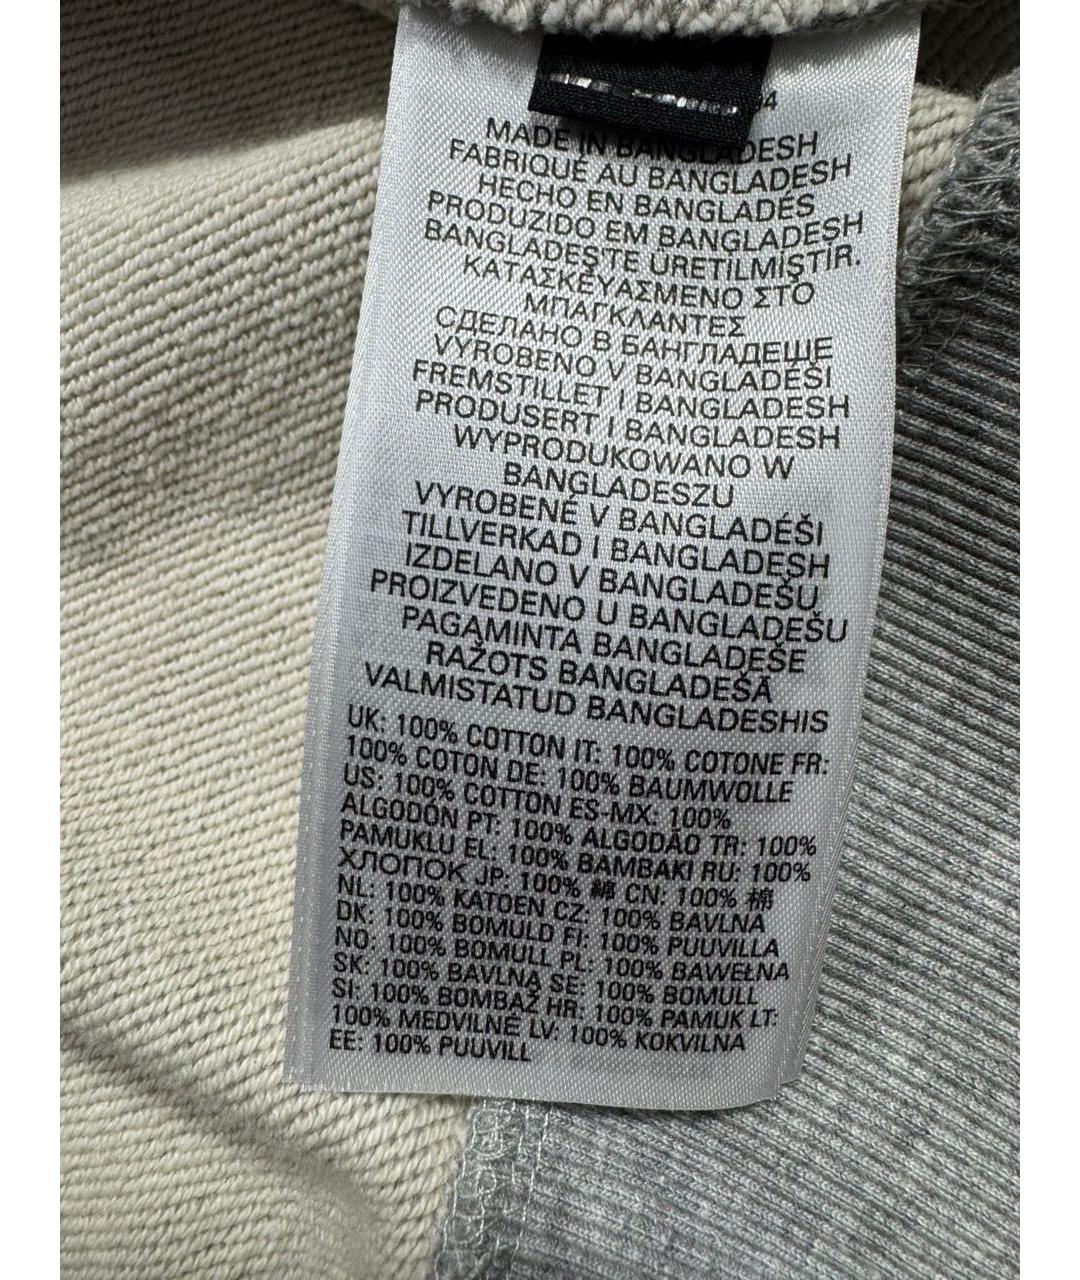 04
MADE IN BANGLADESH
FABRIQUÉ AU BANGLADESH
HECHO EN BANGLADÉS
PRODUZIDO EM BANGLADESH
BANGLADEŞ'TE ÜRETILMIŞTIR.
ΚΑΤΑΣΚΕΥΑΣΜΕΝΟ ΣΤΟ
ΜΠΑΓΚΛΑΝΤΕΣ
СДЕЛАНО В БАНГЛАДЕШЕ
VYROBENO V BANGLADÉŠI
FREMSTILLET I BANGLADESH
PRODUSERT I BANGLADESH
WYPRODUKOWANO W
BANGLADESZU
VYROBENÉ V BANGLADÉŠI
TILLVERKAD I BANGLADESH
IZDELANO V BANGLADEŠU
PROIZVEDENO U BANGLADEŠU
PAGAMINTA BANGLADEŠE
RAŽOTS BANGLADEŠĀ
VALMISTATUD BANGLADESHIS
UK: 100% COTTON IT: 100% COTONE FR:
100% COTON DE: 100% BAUMWOLLE
US: 100% COTTON ES-MX: 100%
ALGODÓN PT: 100% ALGODÃO TR: 100%
PAMUKLU EL: 100% ΒΑΜΒΑΚΙ RU: 100%
ХЛОПОК JP: 100% 綿 CN: 100% 棉
NL: 100% KATOEN CZ: 100% BAVLNA
DK: 100% BOMULD FI: 100% PUUVILLA
NO: 100% BOMULL PL: 100% BAWEŁNA
SK: 100% BAVLNA SE: 100% BOMULL
SI: 100% BOMBAŽ HR: 100% PAMUK LT:
100% MEDVILNĖ LV: 100% KOKVILNA
EE: 100% PUUVILL